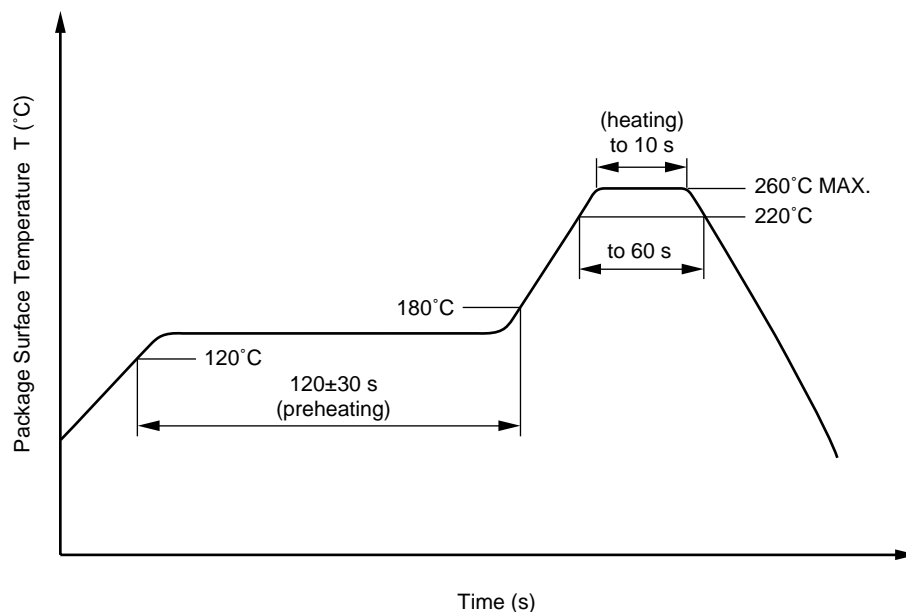 Package Surface Temperature T (˚C)
(heating)
to 10 s
260˚C MAX.
220˚C
to 60 s
180˚C
120˚C
120±30 s
(preheating)
Time (s)